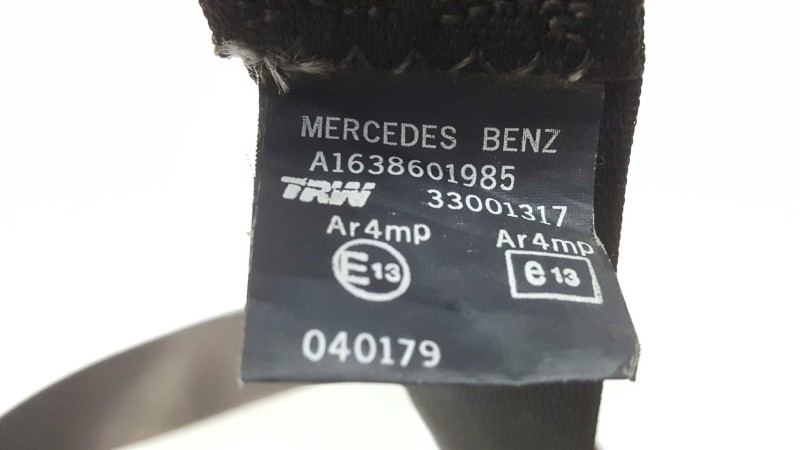 MERCEDES BENZ
A1638601985
TRW 33001317
Ar4mp Ar4mp
E13 e13
040179